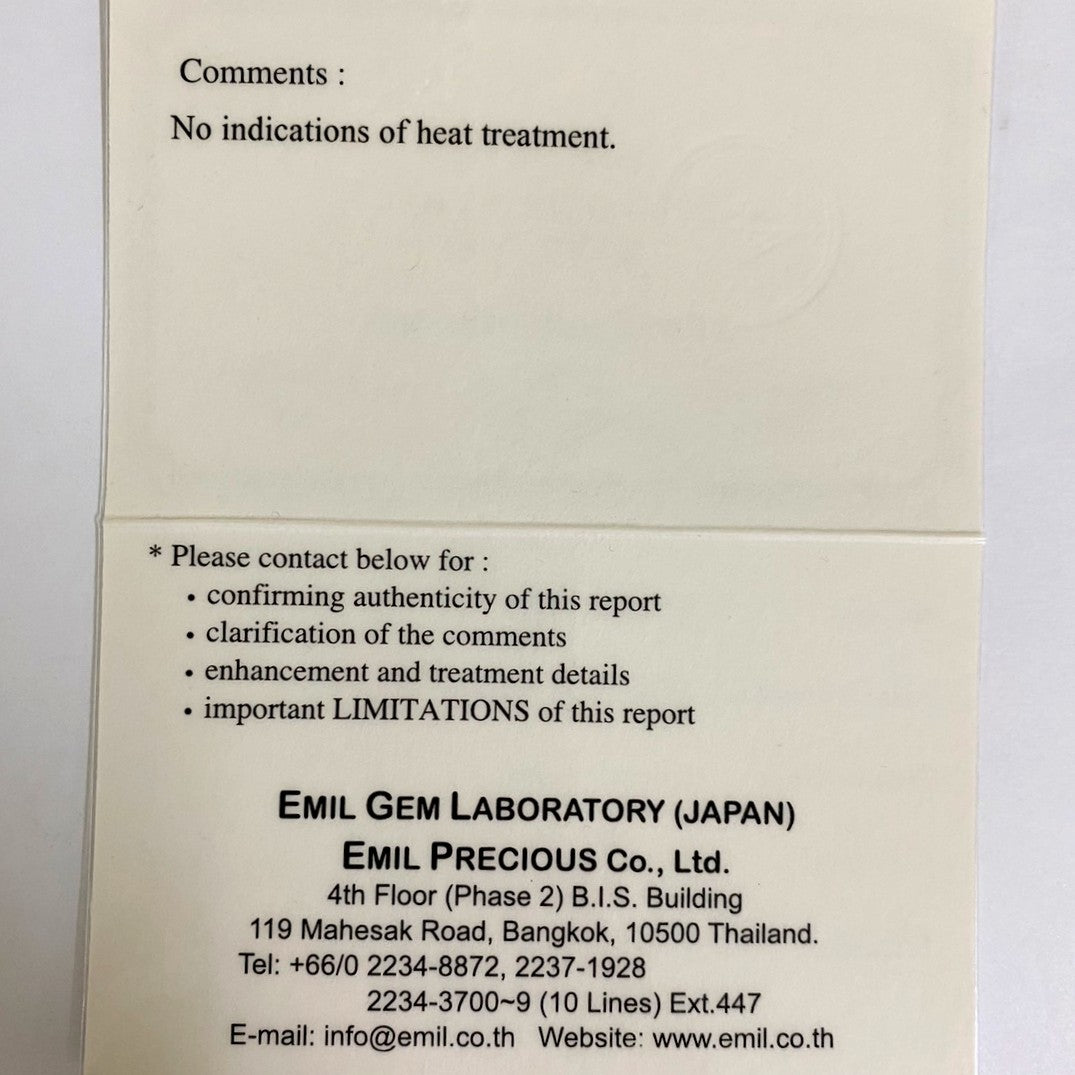 Comments :
No indications of heat treatment.
* Please contact below for :
• confirming authenticity of this report
• clarification of the comments
• enhancement and treatment details
• important LIMITATIONS of this report
EMIL GEM LABORATORY (JAPAN)
EMIL PRECIOUS Co., Ltd.
4th Floor (Phase 2) B.I.S. Building
119 Mahesak Road, Bangkok, 10500 Thailand.
Tel: +66/0 2234-8872, 2237-1928
2234-3700~9 (10 Lines) Ext.447
E-mail: info@emil.co.th Website: www.emil.co.th